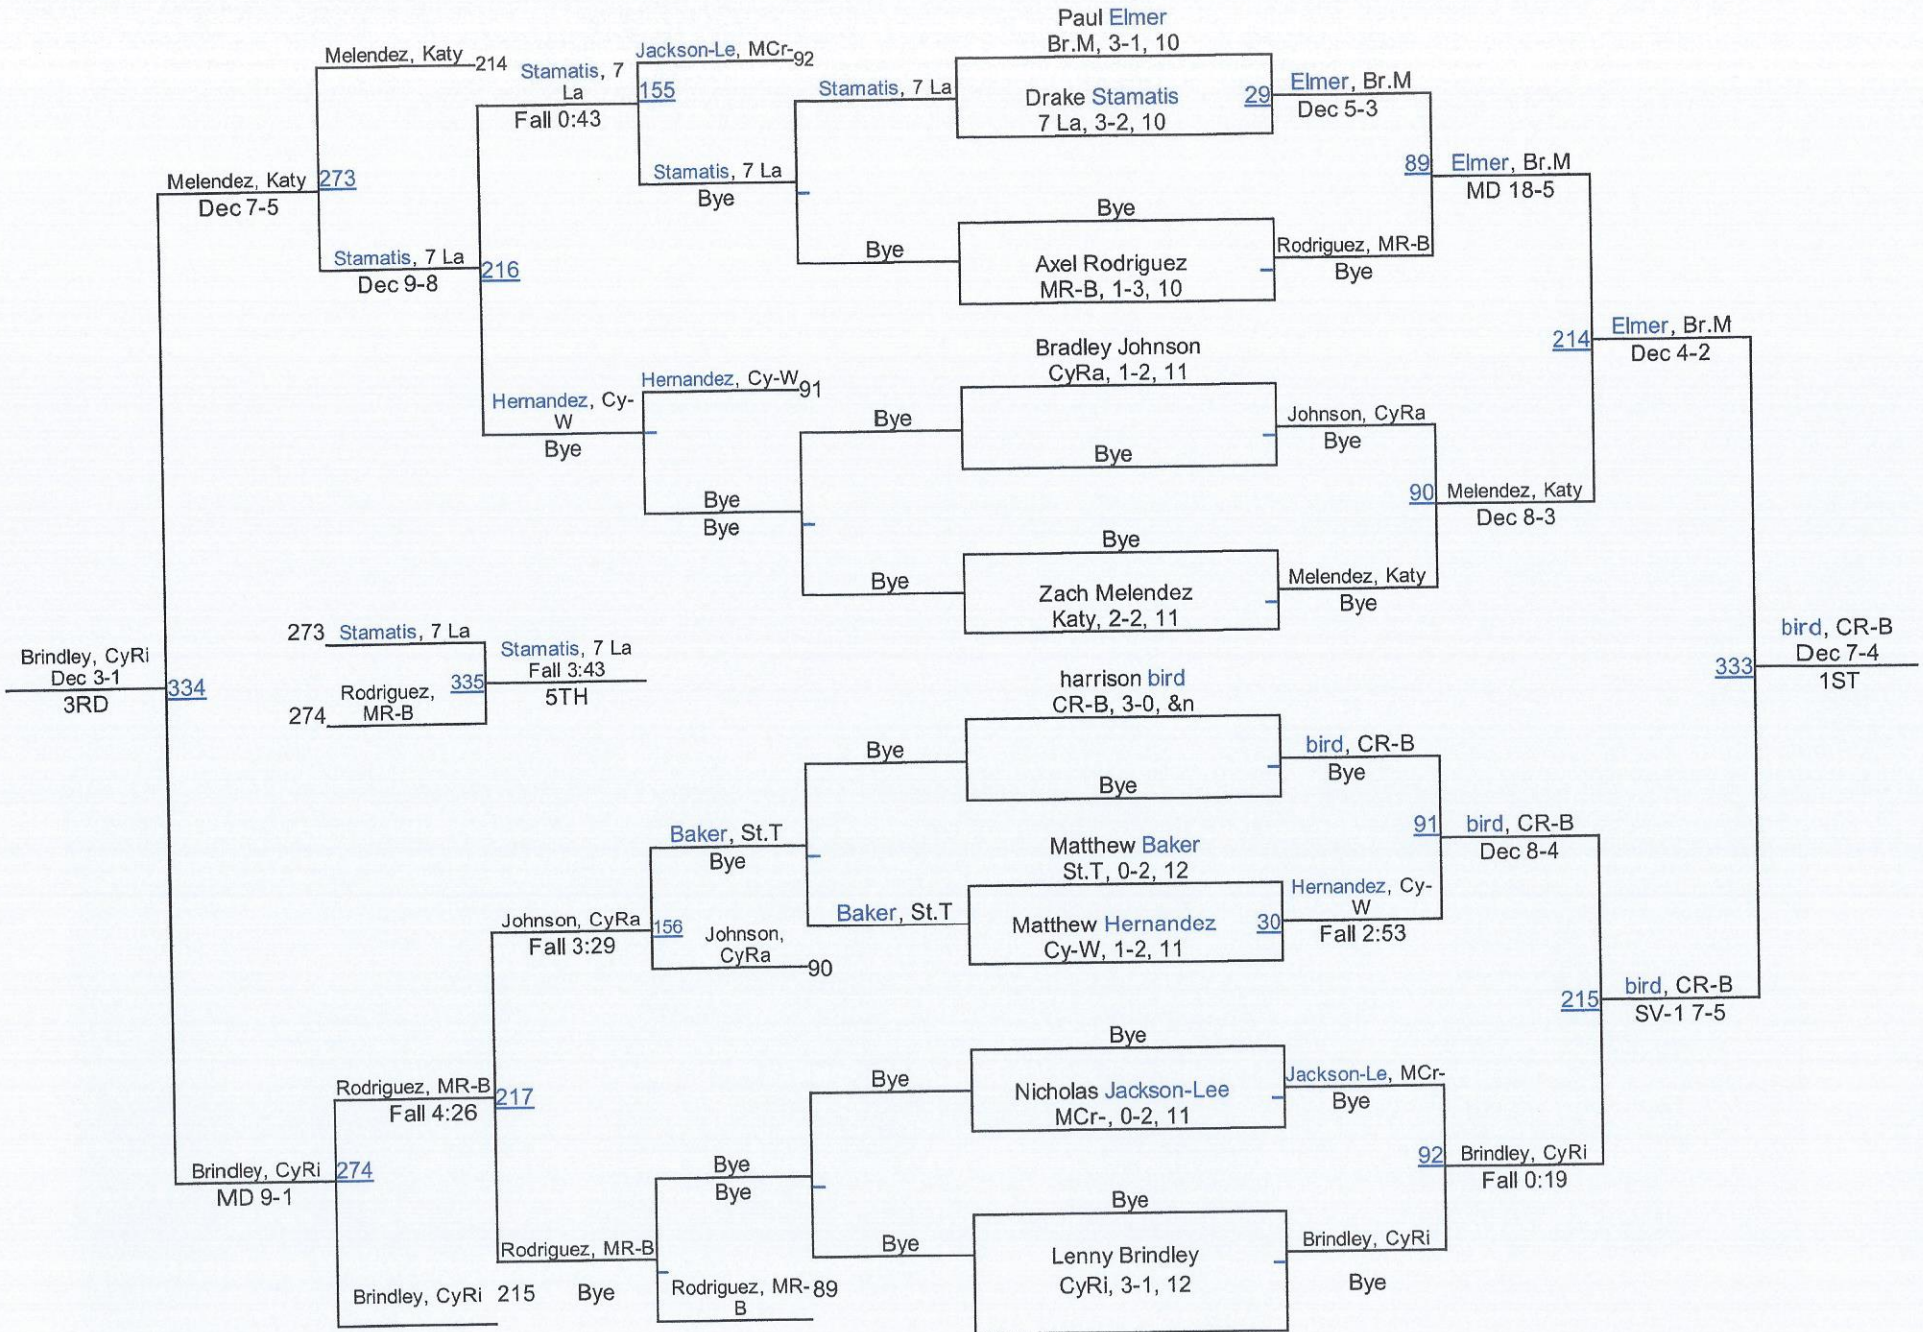 Paul Elmer
Br.M, 3-1, 10
Melendez, Katy 214
Stamatis, 7
La
Fall 0:43
Jackson-Le, MCr- 92
155
Stamatis, 7 La
Drake Stamatis
7 La, 3-2, 10
29
Elmer, Br.M
Dec 5-3
Melendez, Katy
Dec 7-5
273
Stamatis, 7 La
Bye
89
Elmer, Br.M
MD 18-5
Bye
Stamatis, 7 La
Dec 9-8
216
Bye
Axel Rodriguez
MR-B, 1-3, 10
Rodriguez, MR-B
Bye
214
Elmer, Br.M
Dec 4-2
Bradley Johnson
CyRa, 1-2, 11
Hernandez, Cy-W 91
Hernandez, Cy-
W
Bye
Bye
Bye
Johnson, CyRa
Bye
Bye
Bye
90
Melendez, Katy
Dec 8-3
Bye
Bye
Zach Melendez
Katy, 2-2, 11
Melendez, Katy
Bye
273 Stamatis, 7 La
Brindley, CyRi
Dec 3-1
3RD
334
Rodriguez,
MR-B
274
335
Stamatis, 7 La
Fall 3:43
5TH
harrison bird
CR-B, 3-0, &n
333
bird, CR-B
Dec 7-4
1ST
Bye
Bye
bird, CR-B
Bye
Baker, St.T
Bye
Matthew Baker
St.T, 0-2, 12
91
bird, CR-B
Dec 8-4
Johnson, CyRa
Fall 3:29
156
Johnson,
CyRa 90
Baker, St.T
Matthew Hernandez
Cy-W, 1-2, 11
30
Hernandez, Cy-
W
Fall 2:53
215
bird, CR-B
SV-1 7-5
Bye
Rodriguez, MR-B
Fall 4:26
217
Bye
Nicholas Jackson-Lee
MCr-, 0-2, 11
Jackson-Le, MCr-
Bye
Brindley, CyRi
MD 9-1
274
Bye
Bye
92
Brindley, CyRi
Fall 0:19
Bye
Rodriguez, MR-B
Bye
Bye
Lenny Brindley
CyRi, 3-1, 12
Brindley, CyRi
Bye
Brindley, CyRi 215
Rodriguez, MR-
B
89